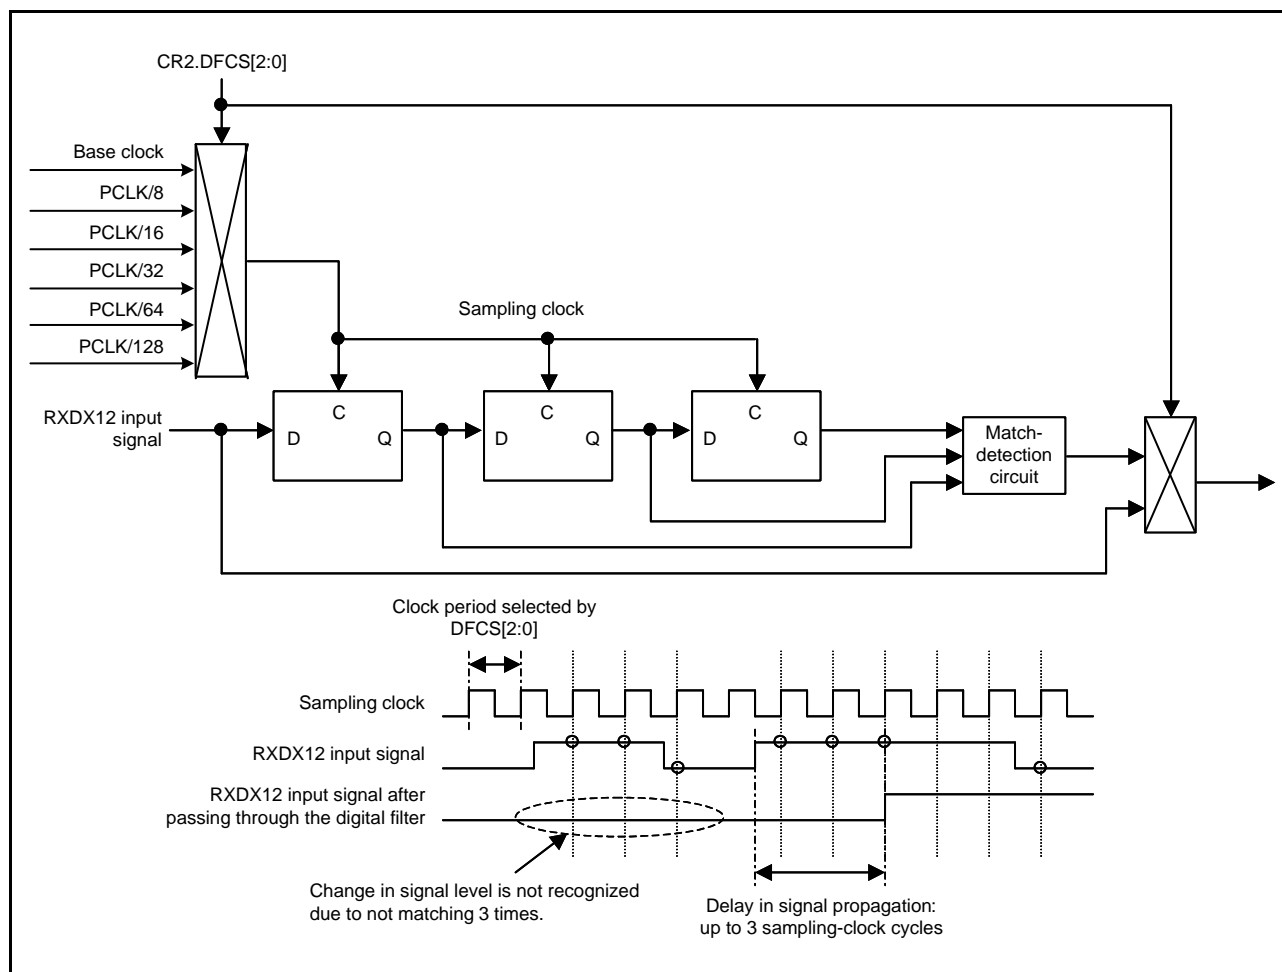 CR2.DFCS[2:0]
Base clock
PCLK/8
PCLK/16
PCLK/32
PCLK/64
PCLK/128
Sampling clock
RXDX12 input
signal
C
D
Q
C
D
Q
C
D
Q
Match-
detection
circuit
Clock period selected by
DFCS[2:0]
Sampling clock
RXDX12 input signal
RXDX12 input signal after
passing through the digital filter
Change in signal level is not recognized
due to not matching 3 times.
Delay in signal propagation:
up to 3 sampling-clock cycles